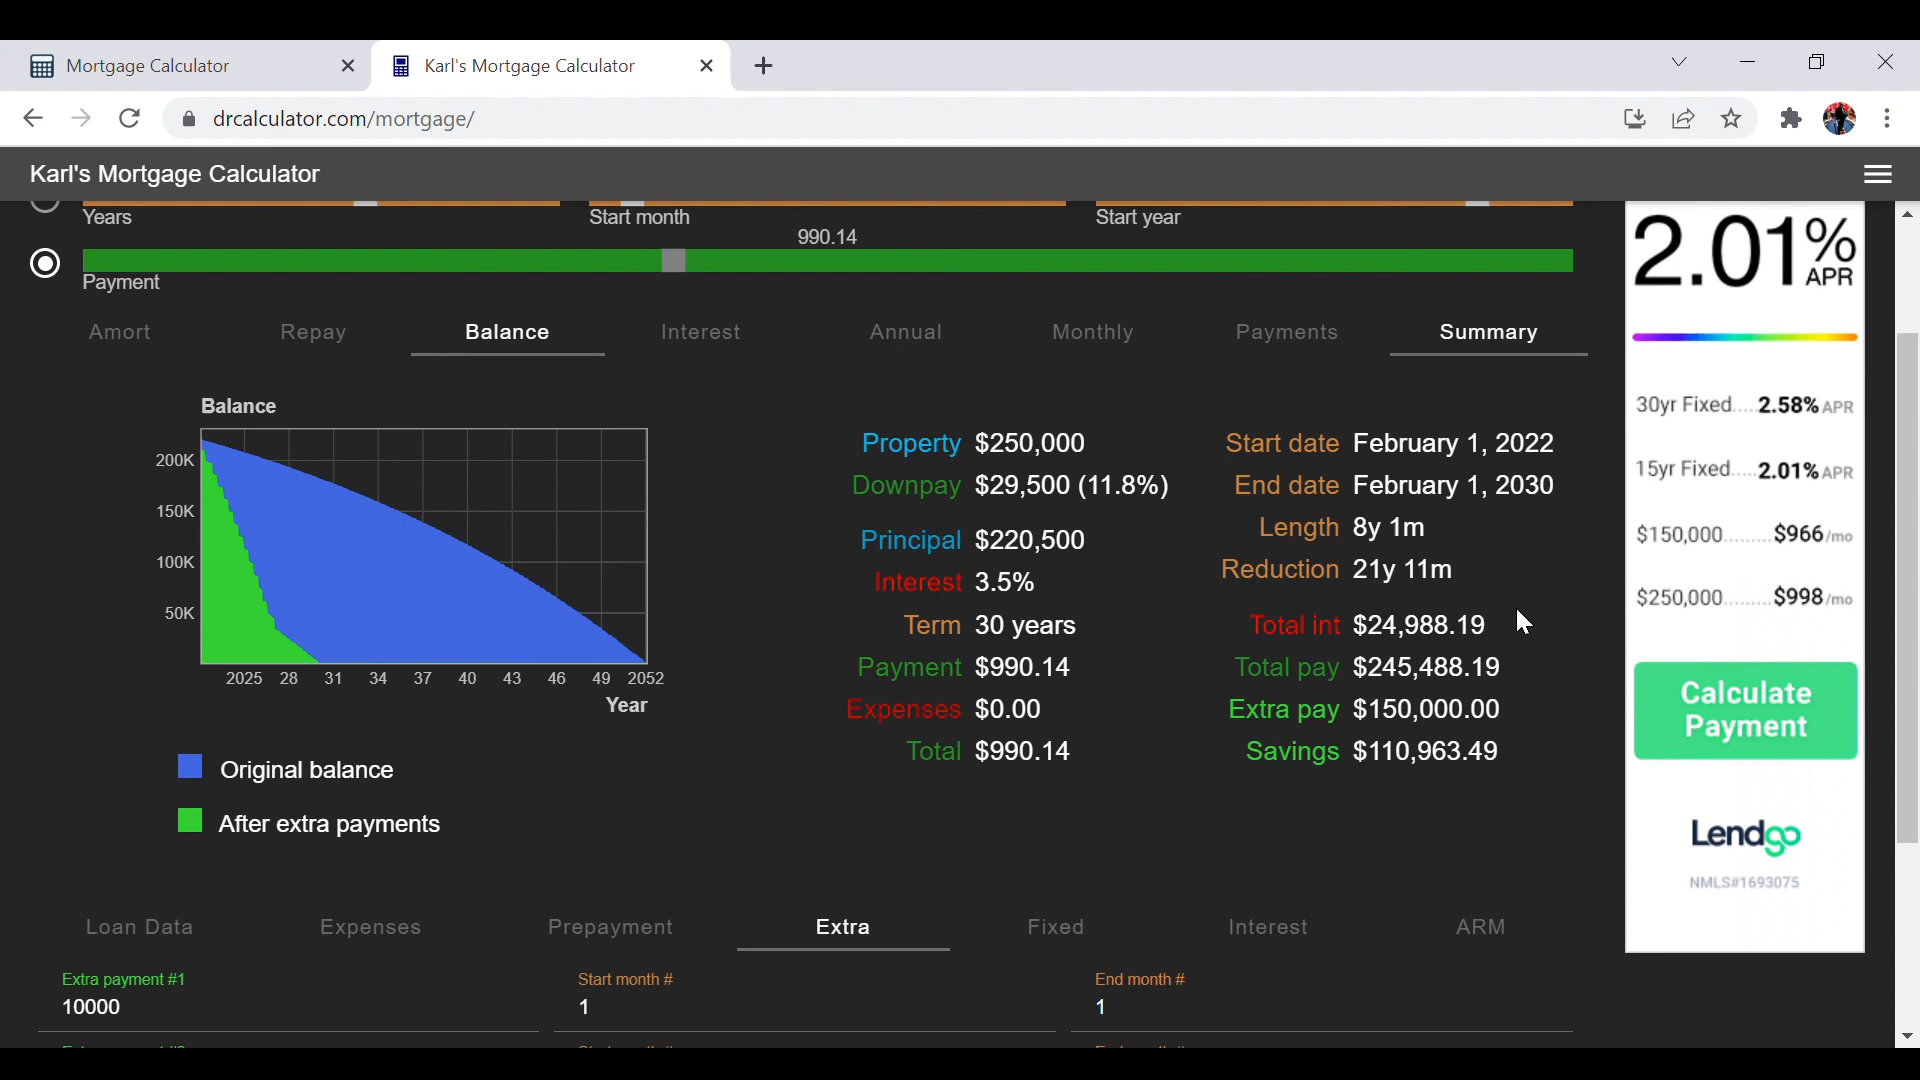 Mortgage Calculator
Karl's Mortgage Calculator
drcalculator.com/mortgage/
Karl's Mortgage Calculator
Years
Start month
Start year
990.14
Payment
Amort
Repay
Balance
Interest
Annual
Monthly
Payments
Summary
Balance
200K
150K
100K
50K
2025 28 31 34 37 40 43 46 49 2052
Year
Original balance
After extra payments
Property $250,000
Downpay $29,500 (11.8%)
Principal $220,500
Interest 3.5%
Term 30 years
Payment $990.14
Expenses $0.00
Total $990.14
Start date February 1, 2022
End date February 1, 2030
Length 8y 1m
Reduction 21y 11m
Total int $24,988.19
Total pay $245,488.19
Extra pay $150,000.00
Savings $110,963.49
2.01% APR
30yr Fixed.....2.58% APR
15yr Fixed.....2.01% APR
$150,000.........$966/mo
$250,000.........$998/mo
Calculate
Payment
Lendgo
NMLS#1693075
Loan Data
Expenses
Prepayment
Extra
Fixed
Interest
ARM
Extra payment #1
10000
Start month #
1
End month #
1